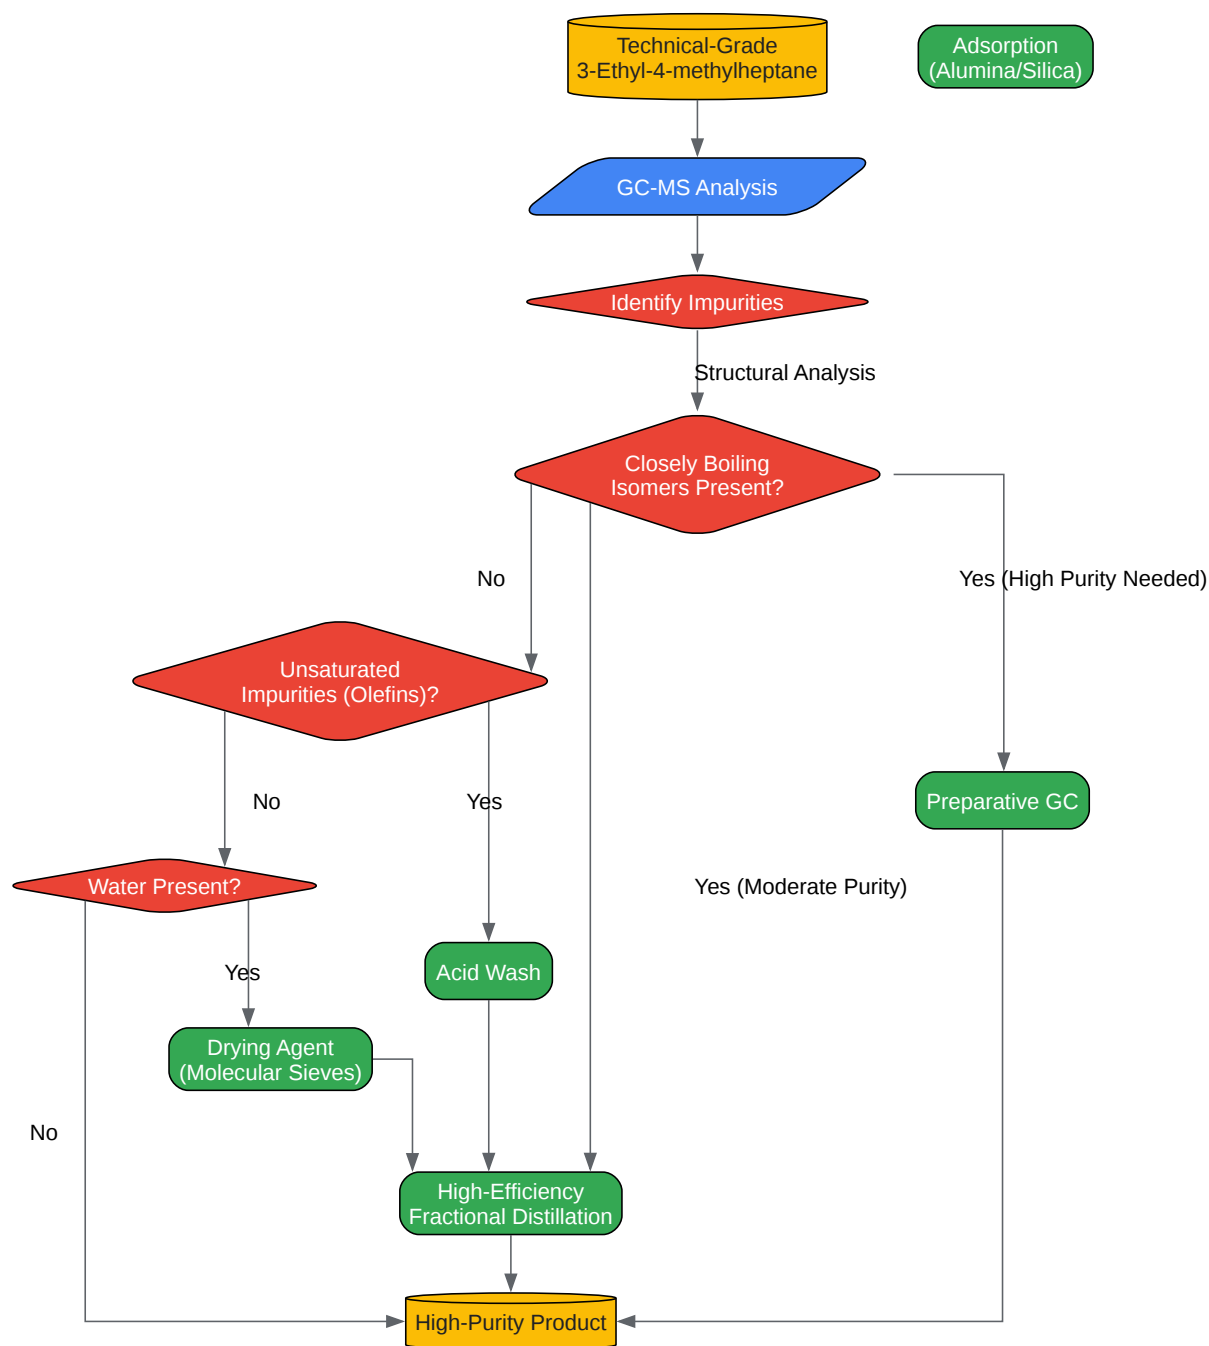 Technical-Grade
3-Ethyl-4-methylheptane
Adsorption
(Alumina/Silica)
GC-MS Analysis
Identify Impurities
Structural Analysis
Closely Boiling
Isomers Present?
No
Yes (High Purity Needed)
Unsaturated
Impurities (Olefins)?
No
Yes
Preparative GC
Water Present?
Yes (Moderate Purity)
Yes
Acid Wash
Drying Agent
(Molecular Sieves)
No
High-Efficiency
Fractional Distillation
High-Purity Product